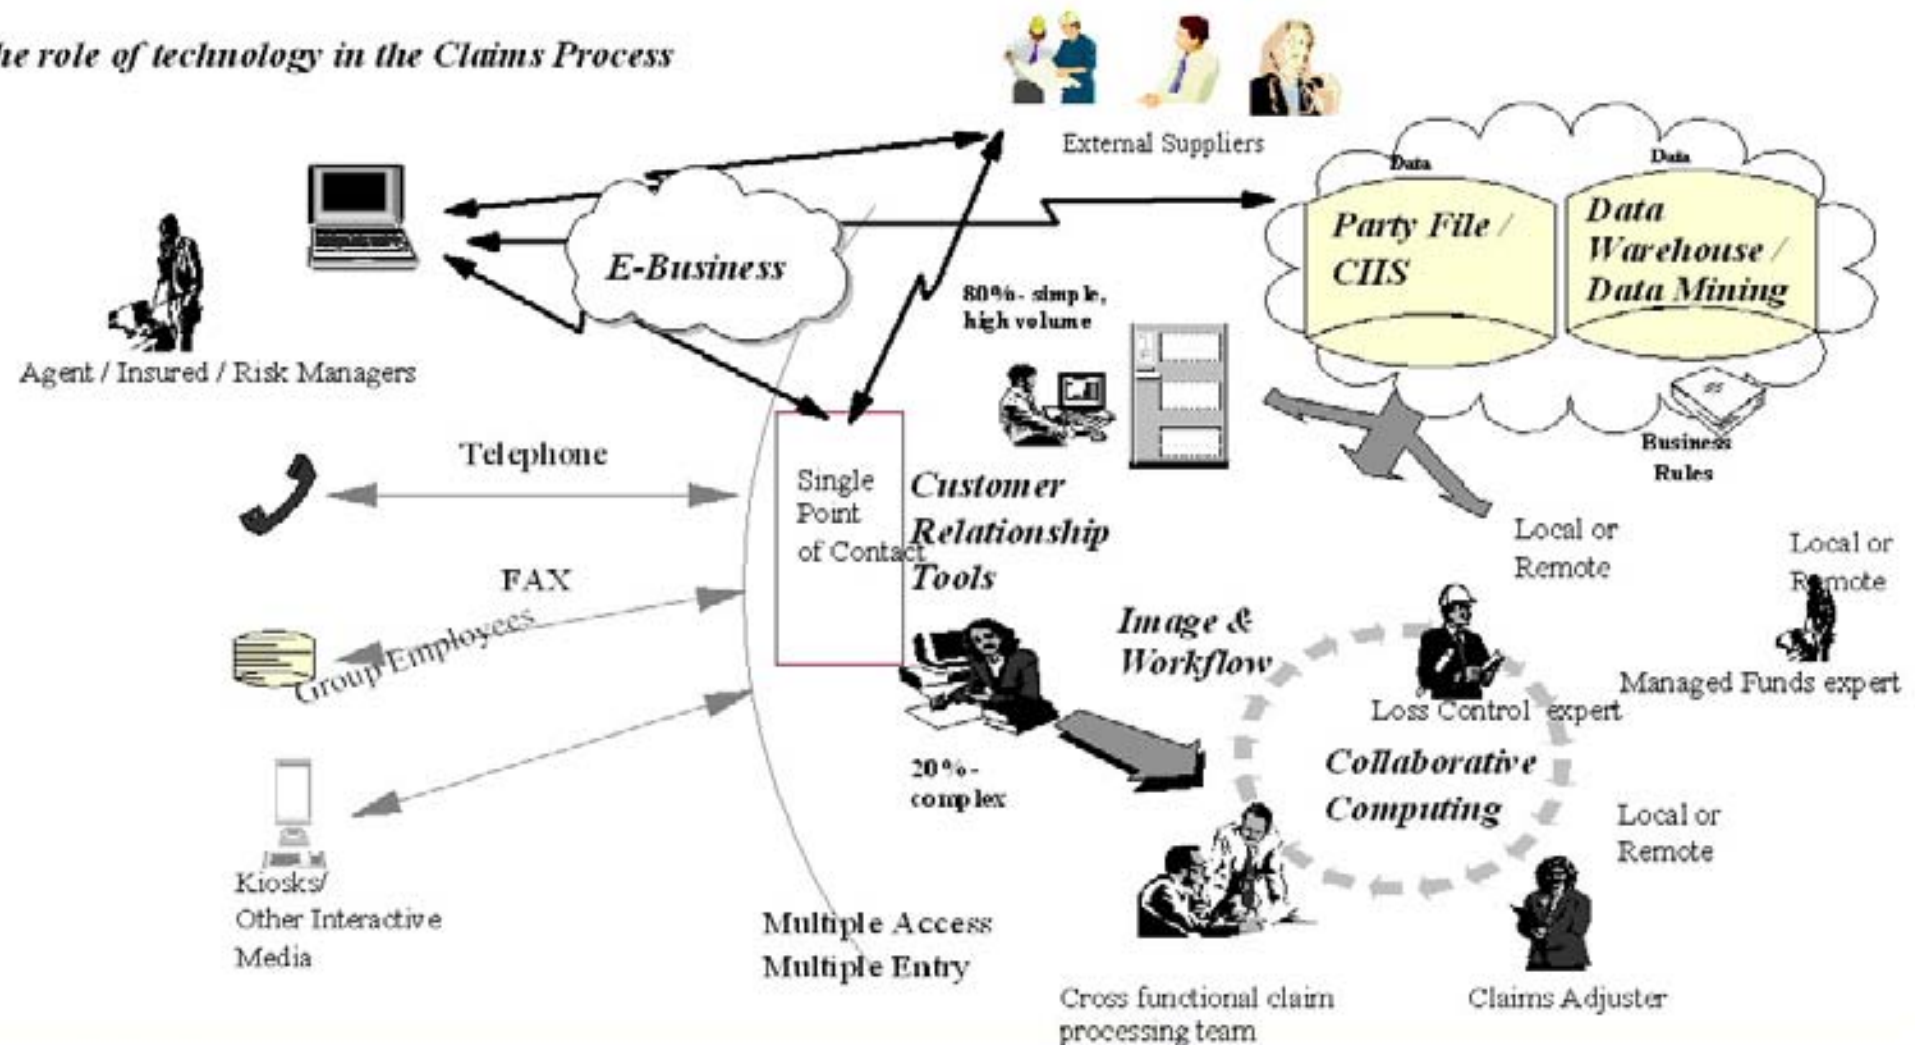 he role of technology in the Claims Process
External Suppliers
Data
Data
Party File /
CIIS
Data
Warehouse /
Data Mining
E-Business
80%- simple,
high volume
Agent / Insured / Risk Managers
Business
Rules
Telephone
Single
Point
of Contact
Customer
Relationship
Tools
Local or
Remote
Local or
Remote
FAX
Group Employees
Image &
Workflow
Managed Funds expert
Loss Control expert
20%-
complex
Collaborative
Computing
Local or
Remote
Kiosks/
Other Interactive
Media
Multiple Access
Multiple Entry
Cross functional claim
processing team
Claims Adjuster